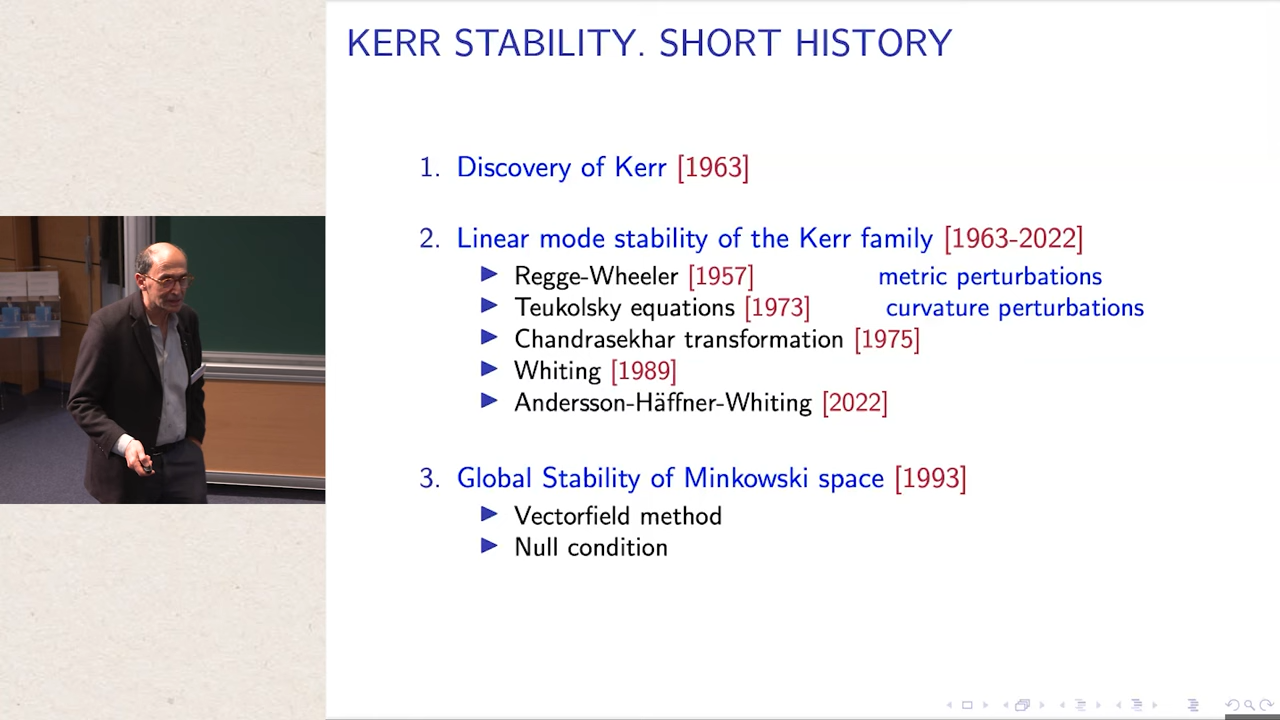 KERR STABILITY. SHORT HISTORY
1. Discovery of Kerr [1963]
2. Linear mode stability of the Kerr family [1963-2022]
▶ Regge-Wheeler [1957] metric perturbations
▶ Teukolsky equations [1973] curvature perturbations
▶ Chandrasekhar transformation [1975]
▶ Whiting [1989]
▶ Andersson-Häffner-Whiting [2022]
3. Global Stability of Minkowski space [1993]
▶ Vectorfield method
▶ Null condition